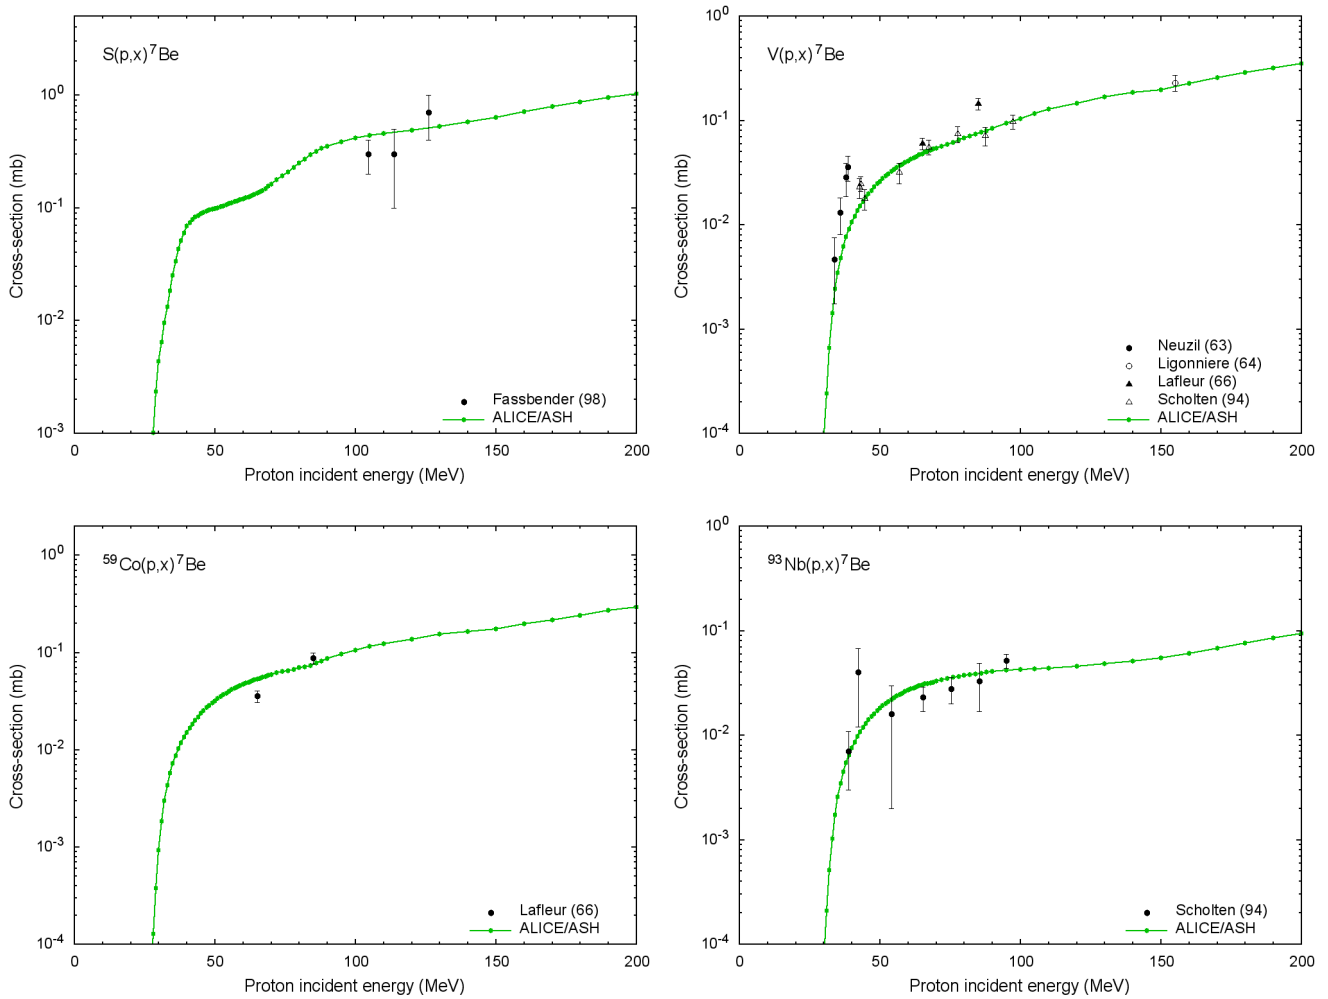 S(p,x)⁷Be
10⁰
10⁻¹
10⁻²
10⁻³
Cross-section (mb)
Fassbender (98)
ALICE/ASH
0 50 100 150 200
Proton incident energy (MeV)
V(p,x)⁷Be
10⁰
10⁻¹
10⁻²
10⁻³
10⁻⁴
Cross-section (mb)
Neuzil (63)
Ligonniere (64)
Lafleur (66)
Scholten (94)
ALICE/ASH
0 50 100 150 200
Proton incident energy (MeV)
⁵⁹Co(p,x)⁷Be
10⁰
10⁻¹
10⁻²
10⁻³
10⁻⁴
Cross-section (mb)
Lafleur (66)
ALICE/ASH
0 50 100 150 200
Proton incident energy (MeV)
⁹³Nb(p,x)⁷Be
10⁰
10⁻¹
10⁻²
10⁻³
10⁻⁴
Cross-section (mb)
Scholten (94)
ALICE/ASH
0 50 100 150 200
Proton incident energy (MeV)